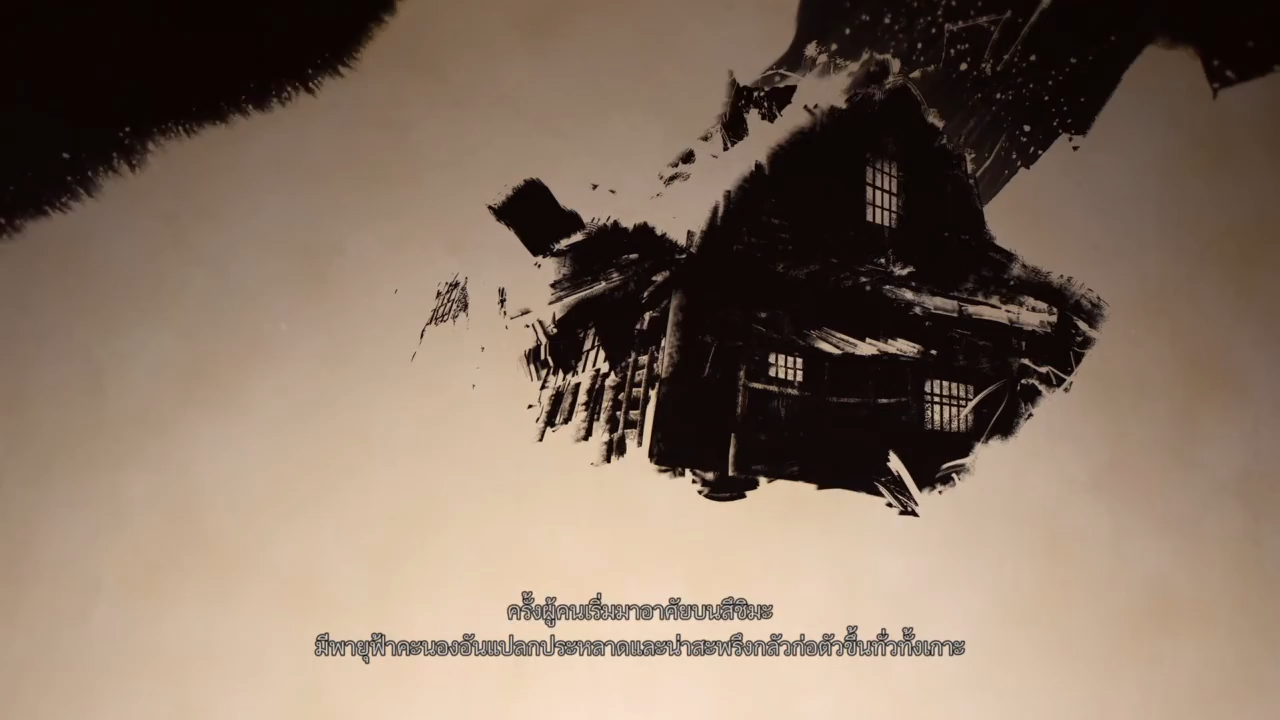 ครั้งผู้คนเริ่มมาอาศัยบนสึชิมะ
มีพายุฟ้าคะนองอันแปลกประหลาดและน่าสะพรึงกลัวก่อตัวขึ้นทั่วทั้งเกาะ